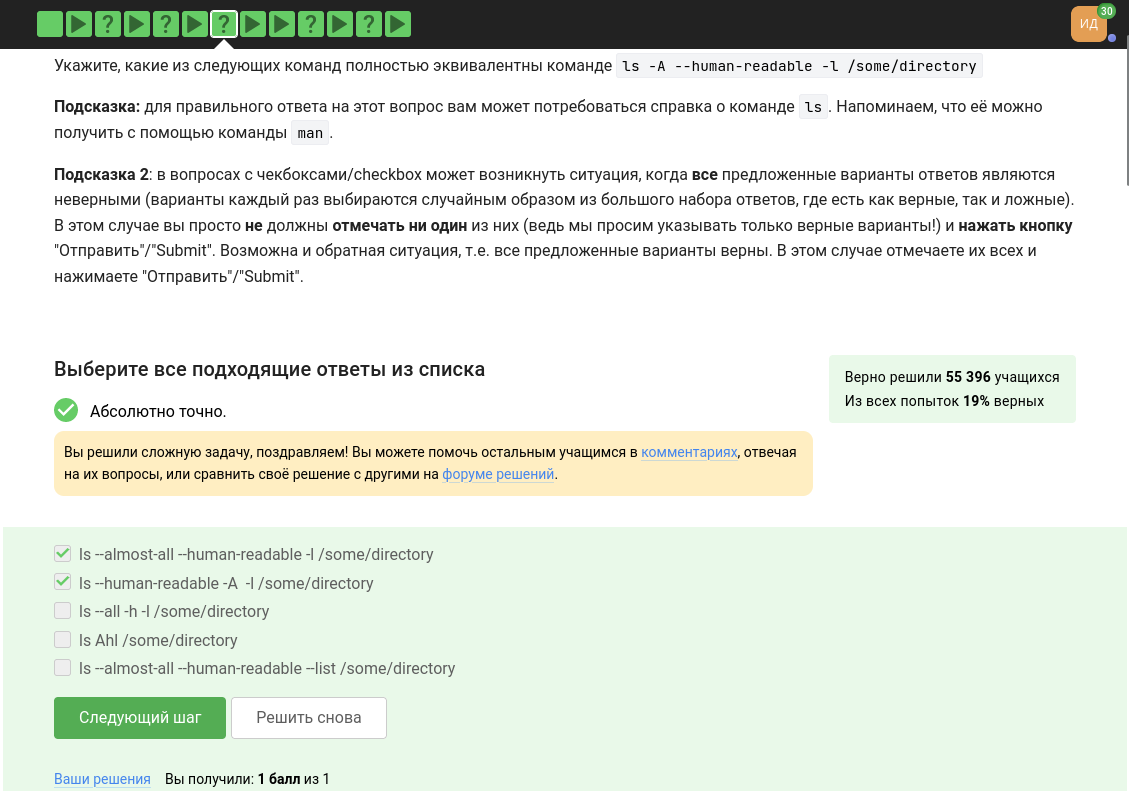 ? ? ? ? ?
ИД 30
Укажите, какие из следующих команд полностью эквивалентны команде ls -A --human-readable -l /some/directory
Подсказка: для правильного ответа на этот вопрос вам может потребоваться справка о команде ls. Напоминаем, что её можно
получить с помощью команды man.
Подсказка 2: в вопросах с чекбоксами/checkbox может возникнуть ситуация, когда все предложенные варианты ответов являются
неверными (варианты каждый раз выбираются случайным образом из большого набора ответов, где есть как верные, так и ложные).
В этом случае вы просто не должны отмечать ни один из них (ведь мы просим указывать только верные варианты!) и нажать кнопку
"Отправить"/"Submit". Возможна и обратная ситуация, т.е. все предложенные варианты верны. В этом случае отмечаете их всех и
нажимаете "Отправить"/"Submit".
Выберите все подходящие ответы из списка
Верно решили 55 396 учащихся
Из всех попыток 19% верных
Абсолютно точно.
Вы решили сложную задачу, поздравляем! Вы можете помочь остальным учащимся в комментариях, отвечая
на их вопросы, или сравнить своё решение с другими на форуме решений.
ls --almost-all --human-readable -l /some/directory
ls --human-readable -A  -l /some/directory
ls --all -h -l /some/directory
ls Ahl /some/directory
ls --almost-all --human-readable --list /some/directory
Следующий шаг
Решить снова
Ваши решения Вы получили: 1 балл из 1